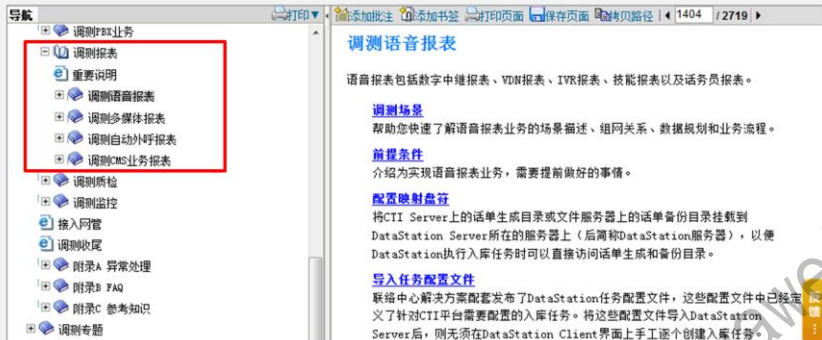 导航
打印▼
添加批注 添加书签 打印页面 保存页面 拷贝路径 1404 / 2719
调测PBX业务
调测报表
重要说明
调测语音报表
调测多媒体报表
调测自动外呼报表
调测CMS业务报表
调测质检
调测监控
接入网管
调测收尾
附录A 异常处理
附录B FAQ
附录C 参考知识
调测专题
调测语音报表
语音报表包括数字中继报表、VDN报表、IVR报表、技能报表以及话务员报表。
调测场景
帮助您快速了解语音报表业务的场景描述、组网关系、数据规划和业务流程。
前提条件
介绍为实现语音报表业务，需要提前做好的事情。
配置映射盘符
将CTI Server上的话单生成目录或文件服务器上的话单备份目录挂载到
DataStation Server所在的服务器上（后简称DataStation服务器），以便
DataStation执行入库任务时可以直接访问话单生成和备份目录。
导入任务配置文件
联络中心解决方案配套发布了DataStation任务配置文件，这些配置文件中已经定
义了针对CTI平台需要配置的入库任务。将这些配置文件导入DataStation
Server后，则无须在DataStation Client界面上手工逐个创建入库任务。
反馈